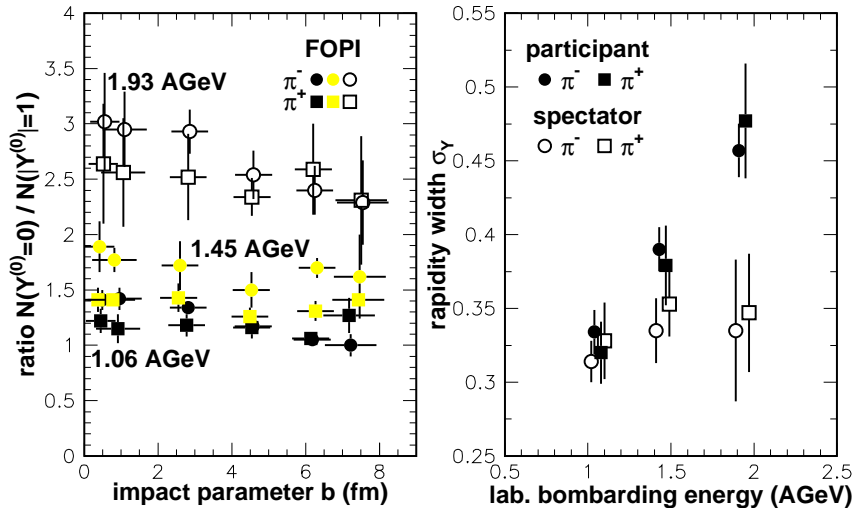 4
3.5
3
2.5
2
1.5
1
0.5
0
0 2 4 6 8
ratio N(Y⁽⁰⁾=0) / N(|Y⁽⁰⁾|=1)
impact parameter b (fm)
FOPI
π⁻
π⁺
1.93 AGeV
1.45 AGeV
1.06 AGeV
0.55
0.5
0.45
0.4
0.35
0.3
0.25
0.5 1 1.5 2 2.5
rapidity width σ_Y
lab. bombarding energy (AGeV)
participant
π⁻ π⁺
spectator
π⁻ π⁺